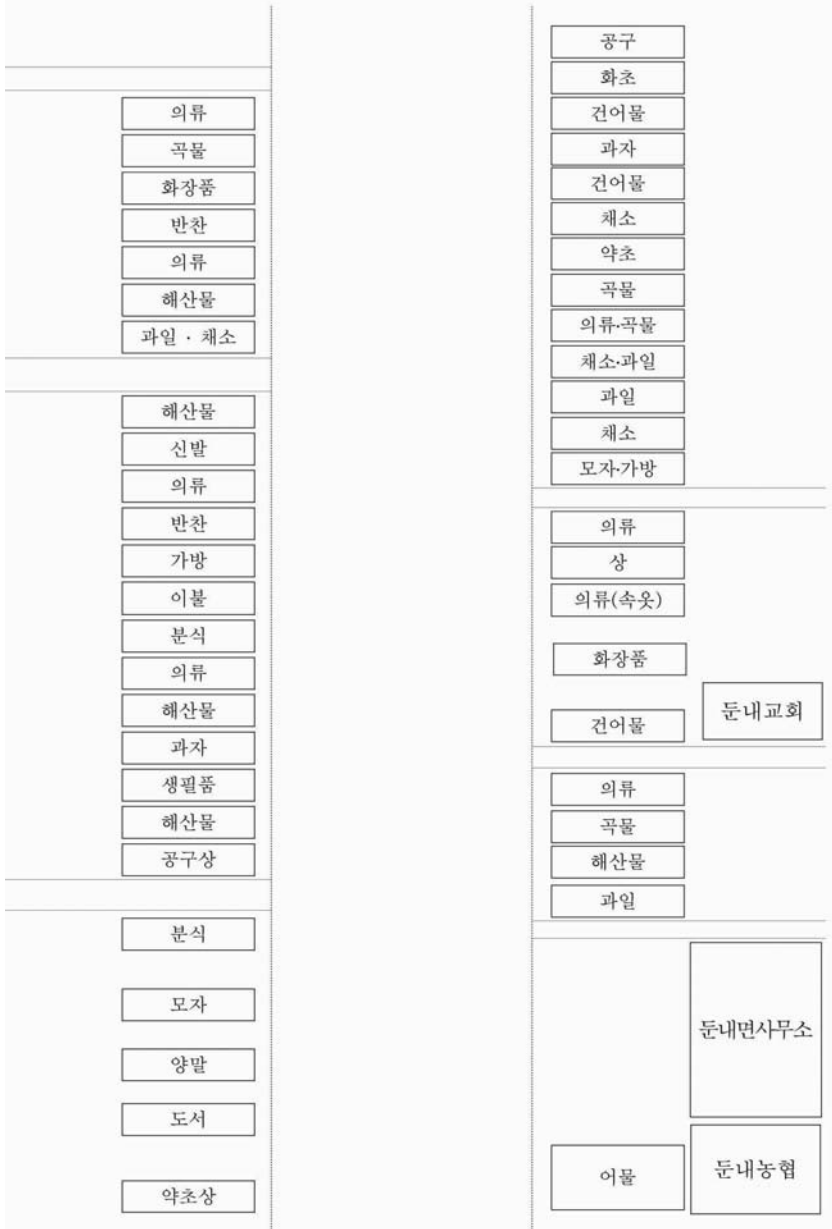 의류
곡물
화장품
반찬
의류
해산물
과일 · 채소
해산물
신발
의류
반찬
가방
이불
분식
의류
해산물
과자
생필품
해산물
공구상
분식
모자
양말
도서
약초상
공구
화초
건어물
과자
건어물
채소
약초
곡물
의류·곡물
채소·과일
과일
채소
모자·가방
의류
상
의류(속옷)
화장품
둔내교회
건어물
의류
곡물
해산물
과일
둔내면사무소
어물
둔내농협